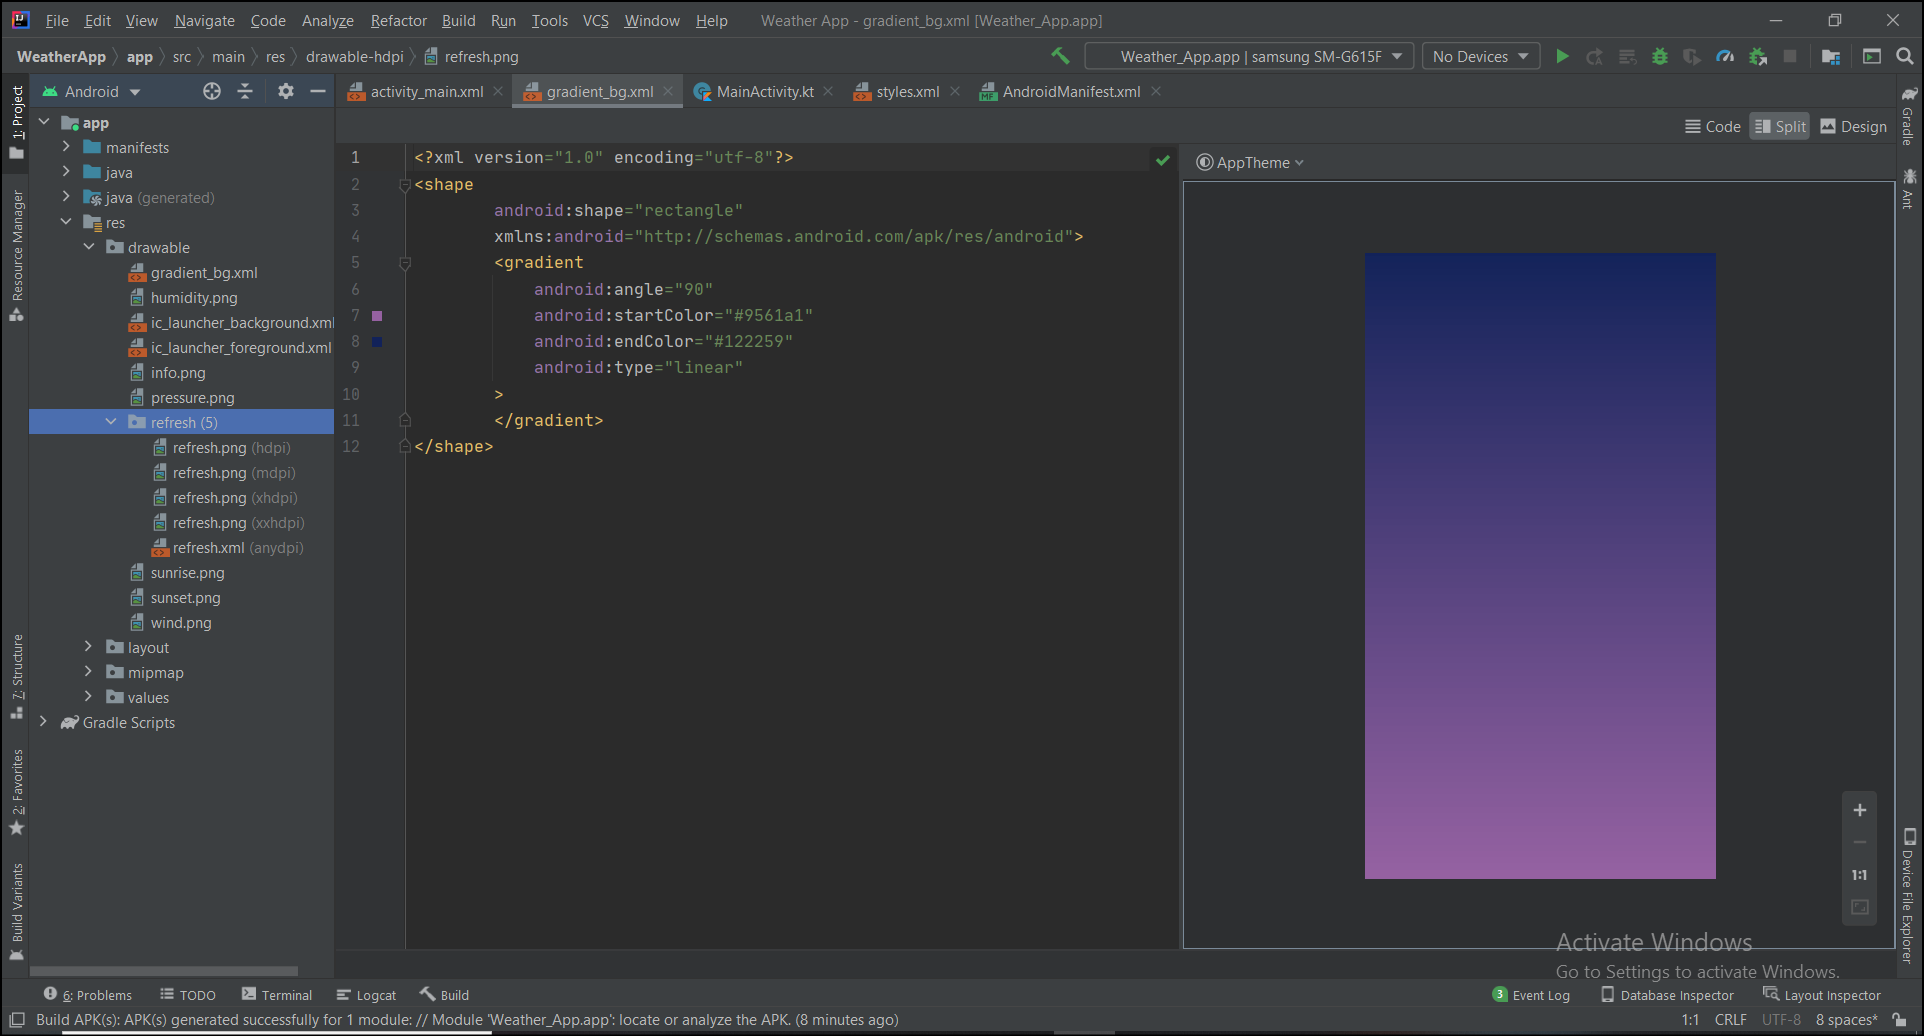 File Edit View Navigate Code Analyze Refactor Build Run Tools VCS Window Help Weather App - gradient_bg.xml [Weather_App.app]
WeatherApp app src main res drawable-hdpi refresh.png Weather_App.app | samsung SM-G615F No Devices
Android
activity_main.xml gradient_bg.xml MainActivity.kt styles.xml AndroidManifest.xml
Code Split Design
AppTheme
1: Project
Resource Manager
7: Structure
2: Favorites
Build Variants
app
manifests
java
java (generated)
res
drawable
gradient_bg.xml
humidity.png
ic_launcher_background.xml
ic_launcher_foreground.xml
info.png
pressure.png
refresh (5)
refresh.png (hdpi)
refresh.png (mdpi)
refresh.png (xhdpi)
refresh.png (xxhdpi)
refresh.xml (anydpi)
sunrise.png
sunset.png
wind.png
layout
mipmap
values
Gradle Scripts
1 <?xml version="1.0" encoding="utf-8"?>
2 <shape
3 android:shape="rectangle"
4 xmlns:android="http://schemas.android.com/apk/res/android">
5 <gradient
6 android:angle="90"
7 android:startColor="#9561a1"
8 android:endColor="#122259"
9 android:type="linear"
10 >
11 </gradient>
12 </shape>
1:1
Gradle
Ant
Device File Explorer
Activate Windows
Go to Settings to activate Windows.
6: Problems TODO Terminal Logcat Build 3 Event Log Database Inspector Layout Inspector
Build APK(s): APK(s) generated successfully for 1 module: // Module 'Weather_App.app': locate or analyze the APK. (8 minutes ago) 1:1 CRLF UTF-8 8 spaces*